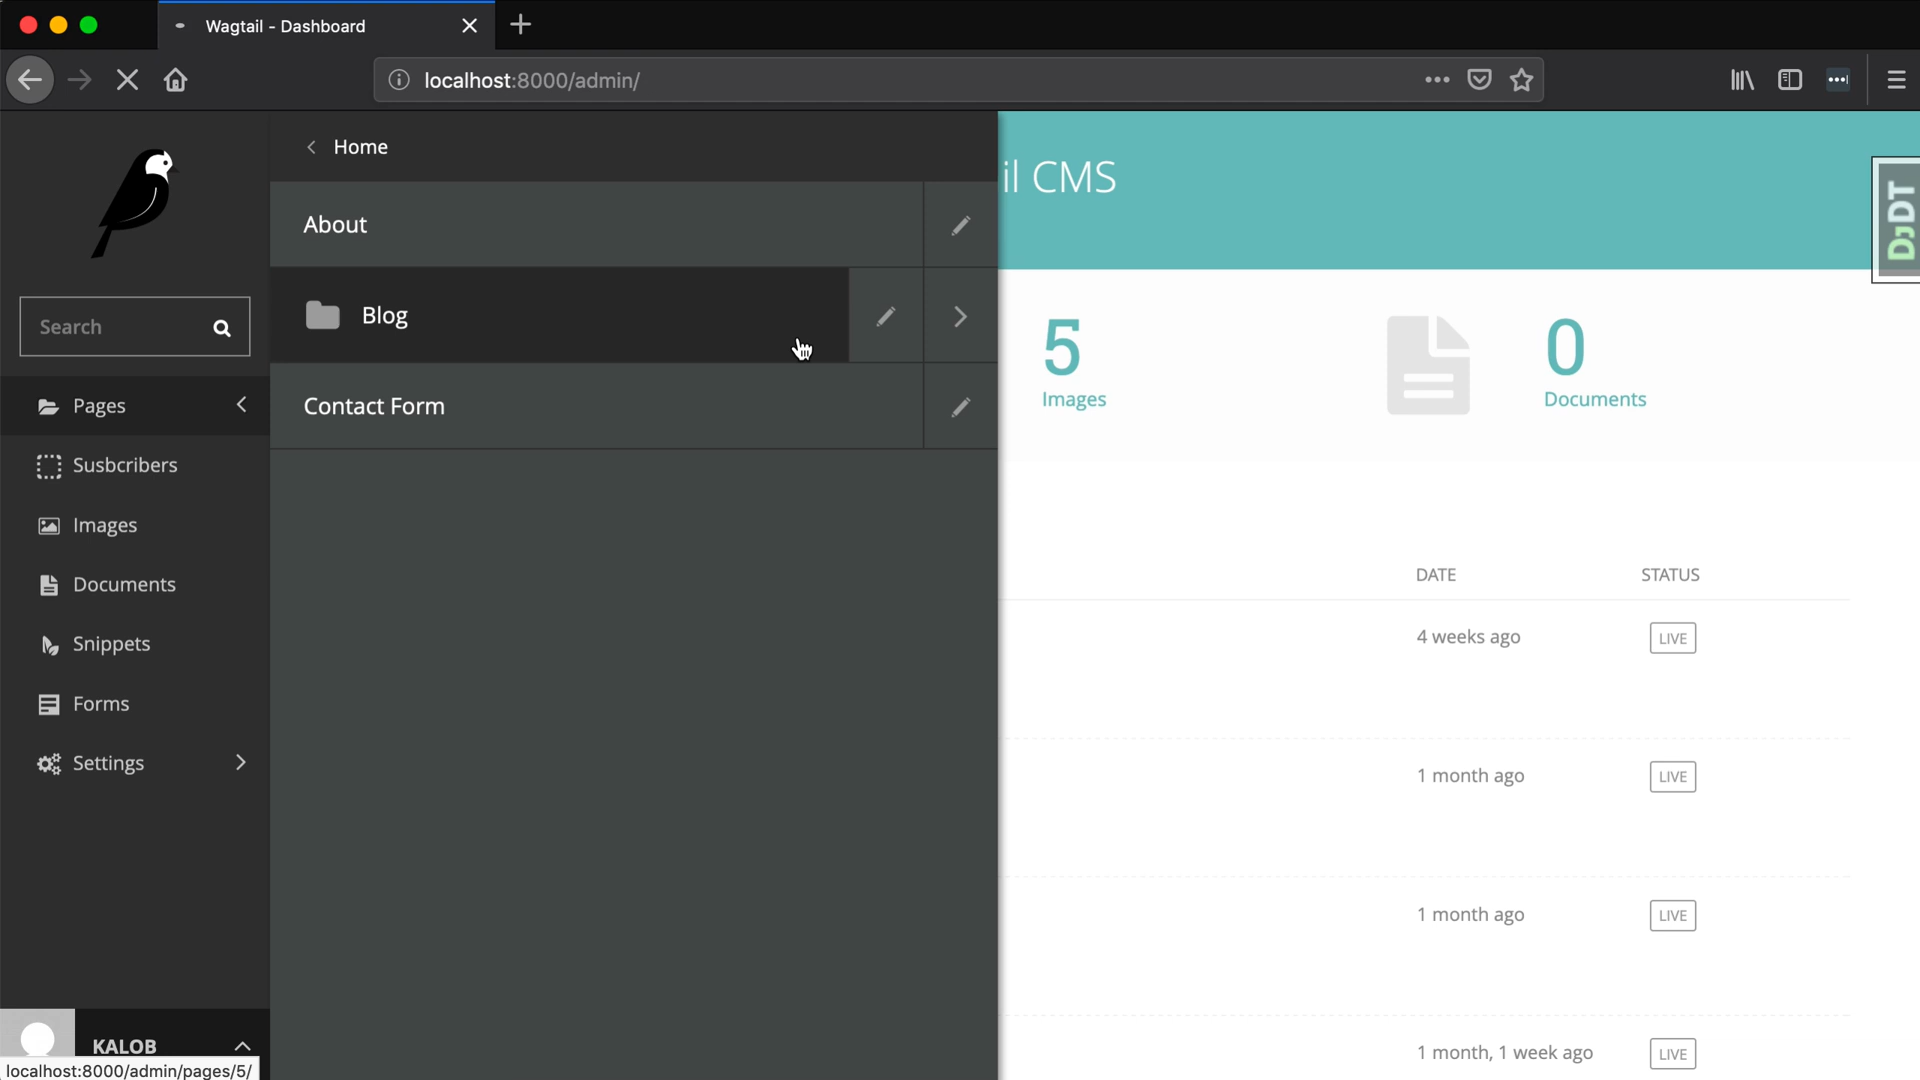 Wagtail - Dashboard
localhost:8000/admin/
Home
About
Blog
Contact Form
Search
Pages
Susbcribers
Images
Documents
Snippets
Forms
Settings
KALOB
localhost:8000/admin/pages/5/
il CMS
DjDT
5
Images
0
Documents
DATE STATUS
4 weeks ago LIVE
1 month ago LIVE
1 month ago LIVE
1 month, 1 week ago LIVE